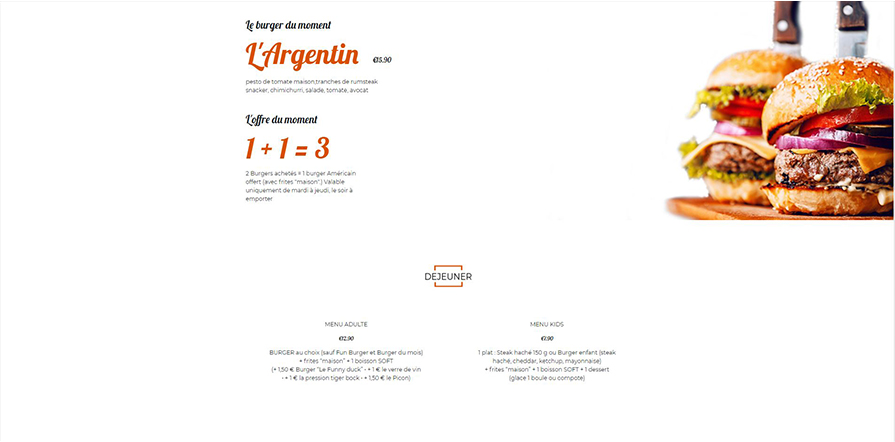 Le burger du moment
L'Argentin €15.90
pesto de tomate maison,tranches de rumsteak
snacker, chimichurri, salade, tomate, avocat
L'offre du moment
1 + 1 = 3
2 Burgers achetés = 1 burger Américain
offert (avec frites "maison".) Valable
uniquement de mardi à jeudi, le soir à
emporter
DEJEUNER
MENU ADULTE
€12.90
BURGER au choix (sauf Fun Burger et Burger du mois)
+ frites "maison" + 1 boisson SOFT
(+ 1,50 € Burger "Le Funny duck" - + 1 € le verre de vin
- + 1 € la pression tiger bock - + 1,50 € le Picon)
MENU KIDS
€7.90
1 plat : Steak haché 150 g ou Burger enfant (steak
haché, cheddar, ketchup, mayonnaise)
+ frites "maison" + 1 boisson SOFT + 1 dessert
(glace 1 boule ou compote)